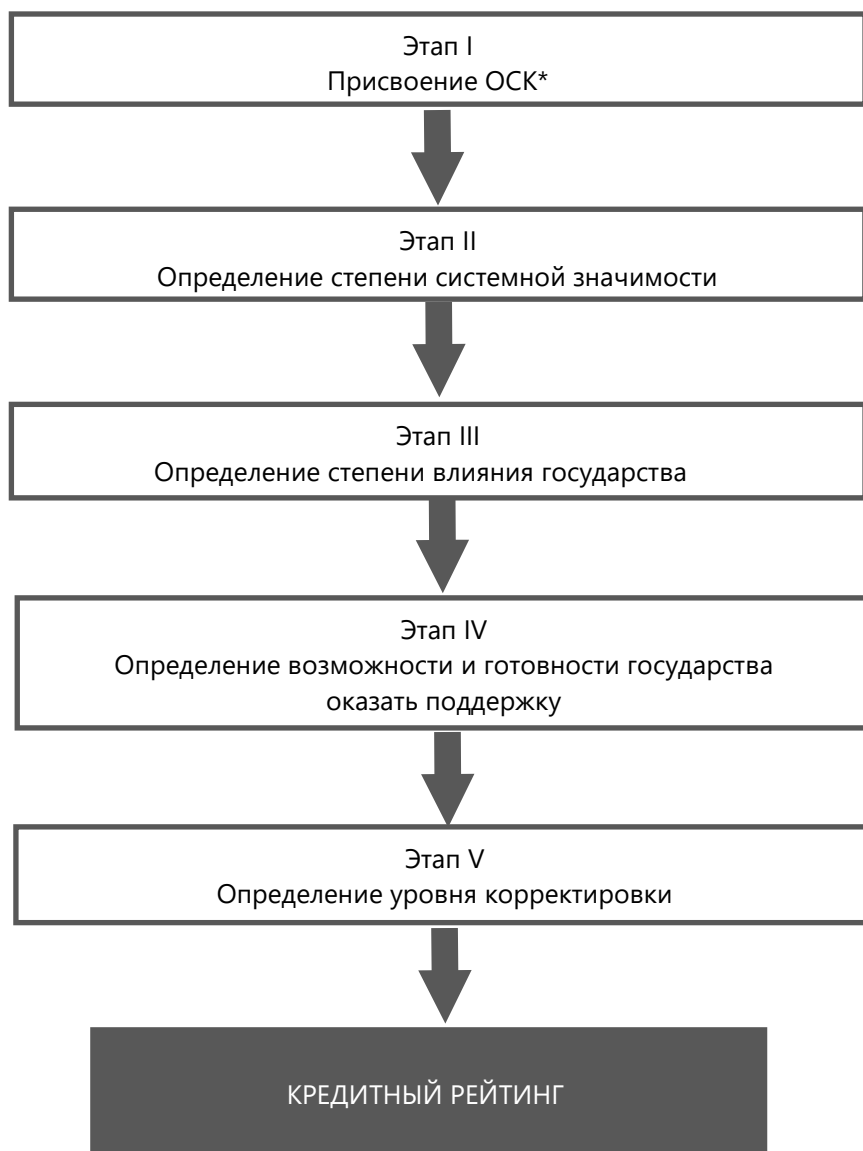 Этап I
Присвоение ОСК*
Этап II
Определение степени системной значимости
Этап III
Определение степени влияния государства
Этап IV
Определение возможности и готовности государства
оказать поддержку
Этап V
Определение уровня корректировки
КРЕДИТНЫЙ РЕЙТИНГ